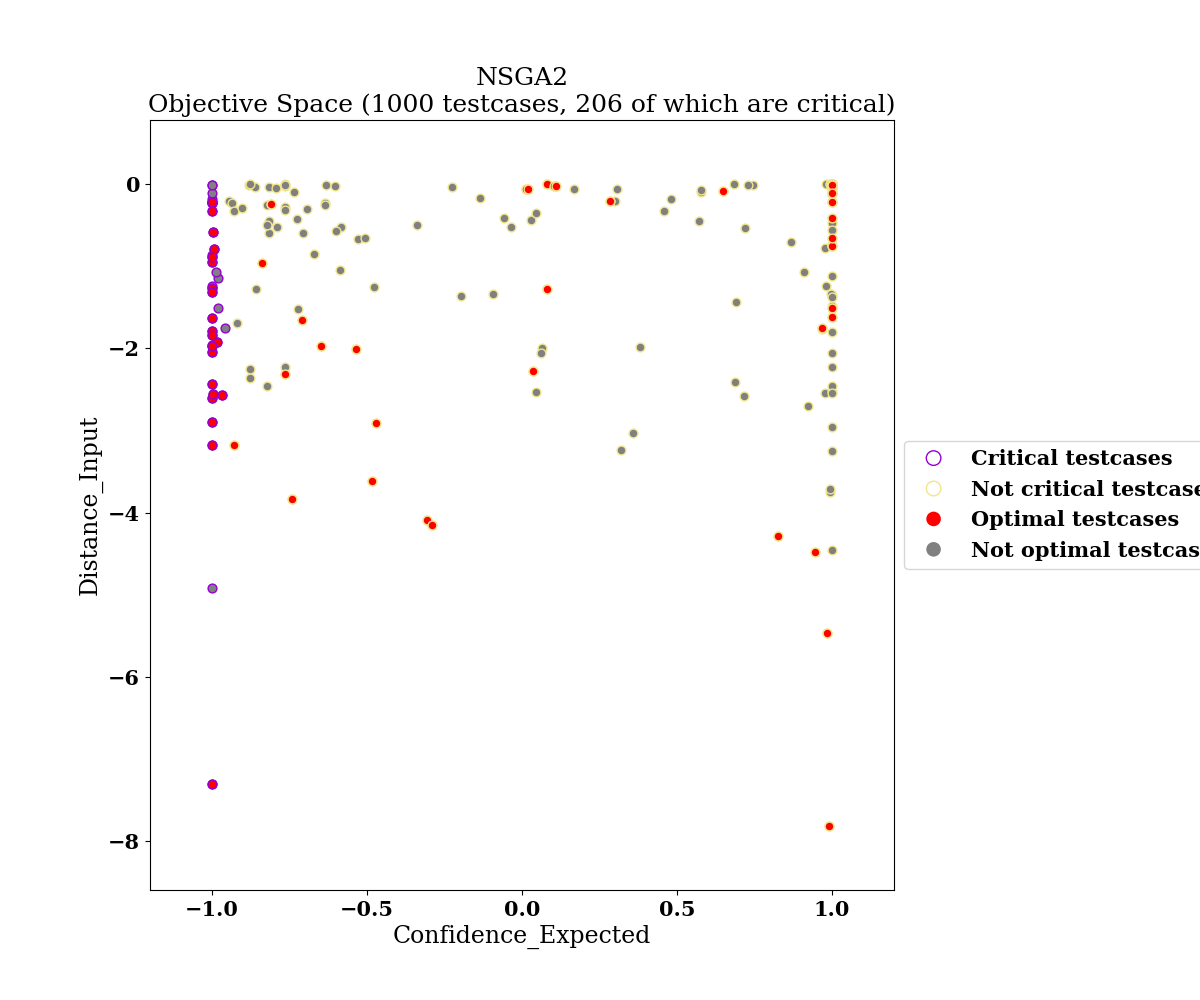 NSGA2
Objective Space (1000 testcases, 206 of which are critical)
0
−2
−4
−6
−8
Distance_Input
−1.0 −0.5 0.0 0.5 1.0
Confidence_Expected
Critical testcases
Not critical testcase
Optimal testcases
Not optimal testcas